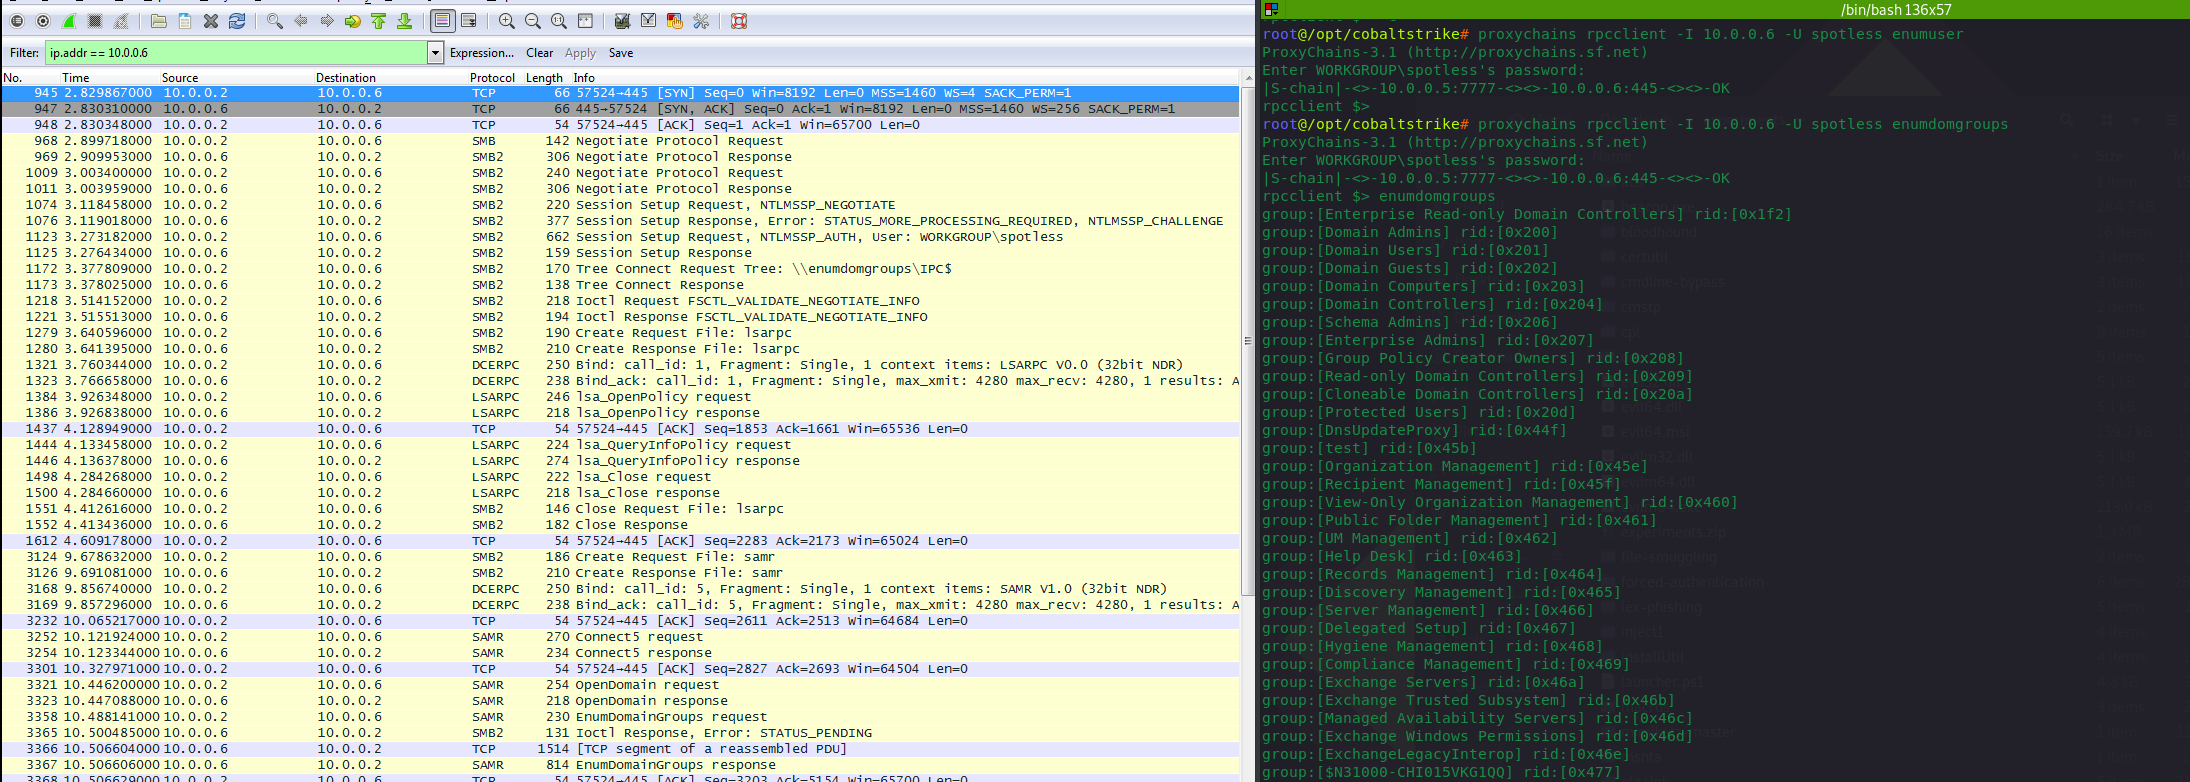 Filter: ip.addr == 10.0.0.6 Expression... Clear Apply Save
No. Time Source Destination Protocol Length Info
945 2.829867000 10.0.0.2 10.0.0.6 TCP 66 57524→445 [SYN] Seq=0 Win=8192 Len=0 MSS=1460 WS=4 SACK_PERM=1
947 2.830310000 10.0.0.6 10.0.0.2 TCP 66 445→57524 [SYN, ACK] Seq=0 Ack=1 Win=8192 Len=0 MSS=1460 WS=256 SACK_PERM=1
948 2.830348000 10.0.0.2 10.0.0.6 TCP 54 57524→445 [ACK] Seq=1 Ack=1 Win=65700 Len=0
968 2.899718000 10.0.0.2 10.0.0.6 SMB 142 Negotiate Protocol Request
969 2.909953000 10.0.0.6 10.0.0.2 SMB2 306 Negotiate Protocol Response
1009 3.003400000 10.0.0.2 10.0.0.6 SMB2 240 Negotiate Protocol Request
1011 3.003959000 10.0.0.6 10.0.0.2 SMB2 306 Negotiate Protocol Response
1074 3.118458000 10.0.0.2 10.0.0.6 SMB2 220 Session Setup Request, NTLMSSP_NEGOTIATE
1076 3.119018000 10.0.0.6 10.0.0.2 SMB2 377 Session Setup Response, Error: STATUS_MORE_PROCESSING_REQUIRED, NTLMSSP_CHALLENGE
1123 3.273182000 10.0.0.2 10.0.0.6 SMB2 662 Session Setup Request, NTLMSSP_AUTH, User: WORKGROUP\spotless
1125 3.276434000 10.0.0.6 10.0.0.2 SMB2 159 Session Setup Response
1172 3.377809000 10.0.0.2 10.0.0.6 SMB2 170 Tree Connect Request Tree: \\enumdomgroups\IPC$
1173 3.378025000 10.0.0.6 10.0.0.2 SMB2 138 Tree Connect Response
1218 3.514152000 10.0.0.2 10.0.0.6 SMB2 218 Ioctl Request FSCTL_VALIDATE_NEGOTIATE_INFO
1221 3.515513000 10.0.0.6 10.0.0.2 SMB2 194 Ioctl Response FSCTL_VALIDATE_NEGOTIATE_INFO
1279 3.640596000 10.0.0.2 10.0.0.6 SMB2 190 Create Request File: lsarpc
1280 3.641395000 10.0.0.6 10.0.0.2 SMB2 210 Create Response File: lsarpc
1321 3.760344000 10.0.0.2 10.0.0.6 DCERPC 250 Bind: call_id: 1, Fragment: Single, 1 context items: LSARPC V0.0 (32bit NDR)
1323 3.766658000 10.0.0.6 10.0.0.2 DCERPC 238 Bind_ack: call_id: 1, Fragment: Single, max_xmit: 4280 max_recv: 4280, 1 results: A
1384 3.926348000 10.0.0.2 10.0.0.6 LSARPC 246 lsa_OpenPolicy request
1386 3.926838000 10.0.0.6 10.0.0.2 LSARPC 218 lsa_OpenPolicy response
1437 4.128949000 10.0.0.2 10.0.0.6 TCP 54 57524→445 [ACK] Seq=1853 Ack=1661 Win=65536 Len=0
1444 4.133458000 10.0.0.2 10.0.0.6 LSARPC 224 lsa_QueryInfoPolicy request
1446 4.136378000 10.0.0.6 10.0.0.2 LSARPC 274 lsa_QueryInfoPolicy response
1498 4.284268000 10.0.0.2 10.0.0.6 LSARPC 222 lsa_Close request
1500 4.284660000 10.0.0.6 10.0.0.2 LSARPC 218 lsa_Close response
1551 4.412616000 10.0.0.2 10.0.0.6 SMB2 146 Close Request File: lsarpc
1552 4.413436000 10.0.0.6 10.0.0.2 SMB2 182 Close Response
1612 4.609178000 10.0.0.2 10.0.0.6 TCP 54 57524→445 [ACK] Seq=2283 Ack=2173 Win=65024 Len=0
3124 9.678632000 10.0.0.2 10.0.0.6 SMB2 186 Create Request File: samr
3126 9.691081000 10.0.0.6 10.0.0.2 SMB2 210 Create Response File: samr
3168 9.856740000 10.0.0.2 10.0.0.6 DCERPC 250 Bind: call_id: 5, Fragment: Single, 1 context items: SAMR V1.0 (32bit NDR)
3169 9.857296000 10.0.0.6 10.0.0.2 DCERPC 238 Bind_ack: call_id: 5, Fragment: Single, max_xmit: 4280 max_recv: 4280, 1 results: A
3232 10.065217000 10.0.0.2 10.0.0.6 TCP 54 57524→445 [ACK] Seq=2611 Ack=2513 Win=64684 Len=0
3252 10.121924000 10.0.0.2 10.0.0.6 SAMR 270 Connect5 request
3254 10.123344000 10.0.0.6 10.0.0.2 SAMR 234 Connect5 response
3301 10.327971000 10.0.0.2 10.0.0.6 TCP 54 57524→445 [ACK] Seq=2827 Ack=2693 Win=64504 Len=0
3321 10.446200000 10.0.0.2 10.0.0.6 SAMR 254 OpenDomain request
3323 10.447088000 10.0.0.6 10.0.0.2 SAMR 218 OpenDomain response
3358 10.488141000 10.0.0.2 10.0.0.6 SAMR 230 EnumDomainGroups request
3365 10.500485000 10.0.0.6 10.0.0.2 SMB2 131 Ioctl Response, Error: STATUS_PENDING
3366 10.506604000 10.0.0.6 10.0.0.2 TCP 1514 [TCP segment of a reassembled PDU]
3367 10.506606000 10.0.0.6 10.0.0.2 SAMR 814 EnumDomainGroups response
3368 10.506629000 10.0.0.2 10.0.0.6 TCP 54 57524→445 [ACK] Seq=3203 Ack=5154 Win=65700 Len=0
/bin/bash 136x57
root@/opt/cobaltstrike# proxychains rpcclient -I 10.0.0.6 -U spotless enumuser
ProxyChains-3.1 (http://proxychains.sf.net)
Enter WORKGROUP\spotless's password:
|S-chain|-<>-10.0.0.5:7777-<><>-10.0.0.6:445-<><>-OK
rpcclient $>
root@/opt/cobaltstrike# proxychains rpcclient -I 10.0.0.6 -U spotless enumdomgroups
ProxyChains-3.1 (http://proxychains.sf.net)
Enter WORKGROUP\spotless's password:
|S-chain|-<>-10.0.0.5:7777-<><>-10.0.0.6:445-<><>-OK
rpcclient $> enumdomgroups
group:[Enterprise Read-only Domain Controllers] rid:[0x1f2]
group:[Domain Admins] rid:[0x200]
group:[Domain Users] rid:[0x201]
group:[Domain Guests] rid:[0x202]
group:[Domain Computers] rid:[0x203]
group:[Domain Controllers] rid:[0x204]
group:[Schema Admins] rid:[0x206]
group:[Enterprise Admins] rid:[0x207]
group:[Group Policy Creator Owners] rid:[0x208]
group:[Read-only Domain Controllers] rid:[0x209]
group:[Cloneable Domain Controllers] rid:[0x20a]
group:[Protected Users] rid:[0x20d]
group:[DnsUpdateProxy] rid:[0x44f]
group:[test] rid:[0x45b]
group:[Organization Management] rid:[0x45e]
group:[Recipient Management] rid:[0x45f]
group:[View-Only Organization Management] rid:[0x460]
group:[Public Folder Management] rid:[0x461]
group:[UM Management] rid:[0x462]
group:[Help Desk] rid:[0x463]
group:[Records Management] rid:[0x464]
group:[Discovery Management] rid:[0x465]
group:[Server Management] rid:[0x466]
group:[Delegated Setup] rid:[0x467]
group:[Hygiene Management] rid:[0x468]
group:[Compliance Management] rid:[0x469]
group:[Exchange Servers] rid:[0x46a]
group:[Exchange Trusted Subsystem] rid:[0x46b]
group:[Managed Availability Servers] rid:[0x46c]
group:[Exchange Windows Permissions] rid:[0x46d]
group:[ExchangeLegacyInterop] rid:[0x46e]
group:[$N31000-CHI015VKG1QQ] rid:[0x477]